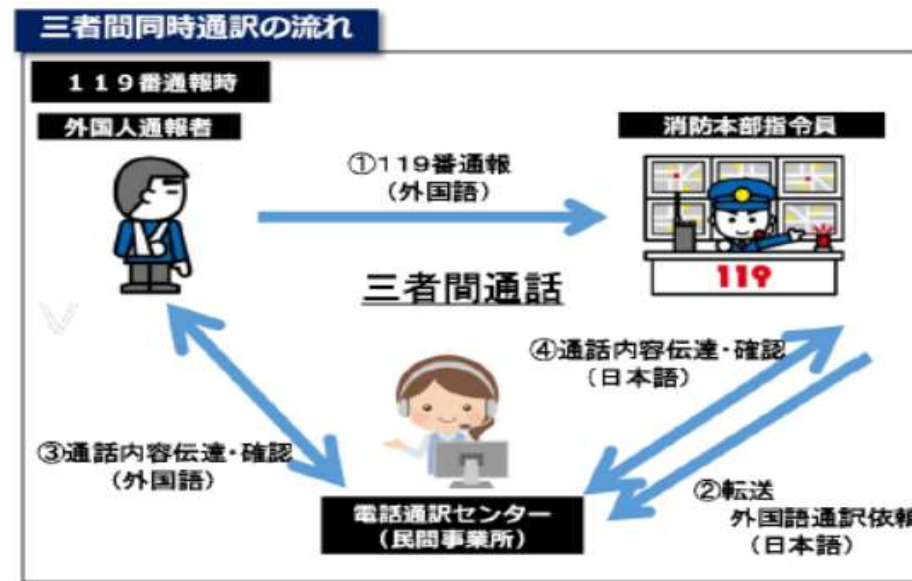 三者間同時通訳の流れ
119番通報時
外国人通報者
消防本部指令員
①119番通報
(外国語)
119
三者間通話
④通話内容伝達・確認
(日本語)
③通話内容伝達・確認
(外国語)
②転送
外国語通訳依頼
(日本語)
電話通訳センター
(民間事業所)